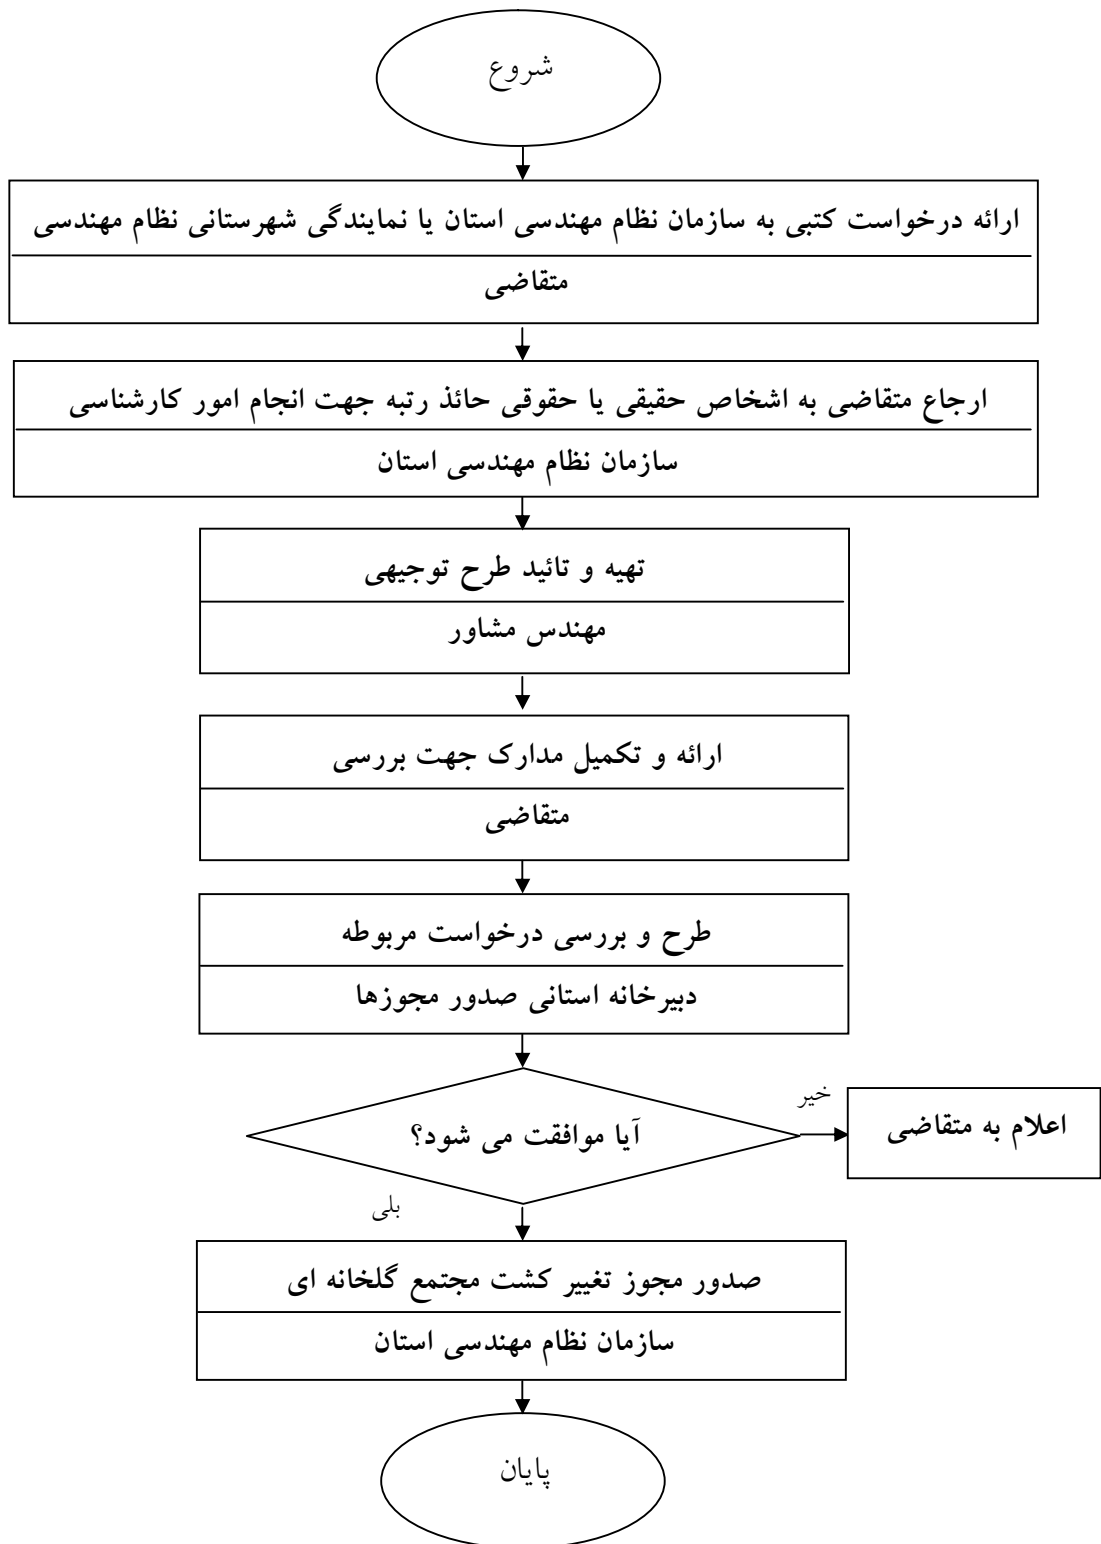 شروع
ارائه درخواست کتبی به سازمان نظام مهندسی استان یا نمایندگی شهرستانی نظام مهندسی
متقاضی
ارجاع متقاضی به اشخاص حقیقی یا حقوقی حائذ رتبه جهت انجام امور کارشناسی
سازمان نظام مهندسی استان
تهیه و تائید طرح توجیهی
مهندس مشاور
ارائه و تکمیل مدارک جهت بررسی
متقاضی
طرح و بررسی درخواست مربوطه
دبیرخانه استانی صدور مجوزها
آیا موافقت می شود؟
خیر
اعلام به متقاضی
بلی
صدور مجوز تغییر کشت مجتمع گلخانه ای
سازمان نظام مهندسی استان
پایان